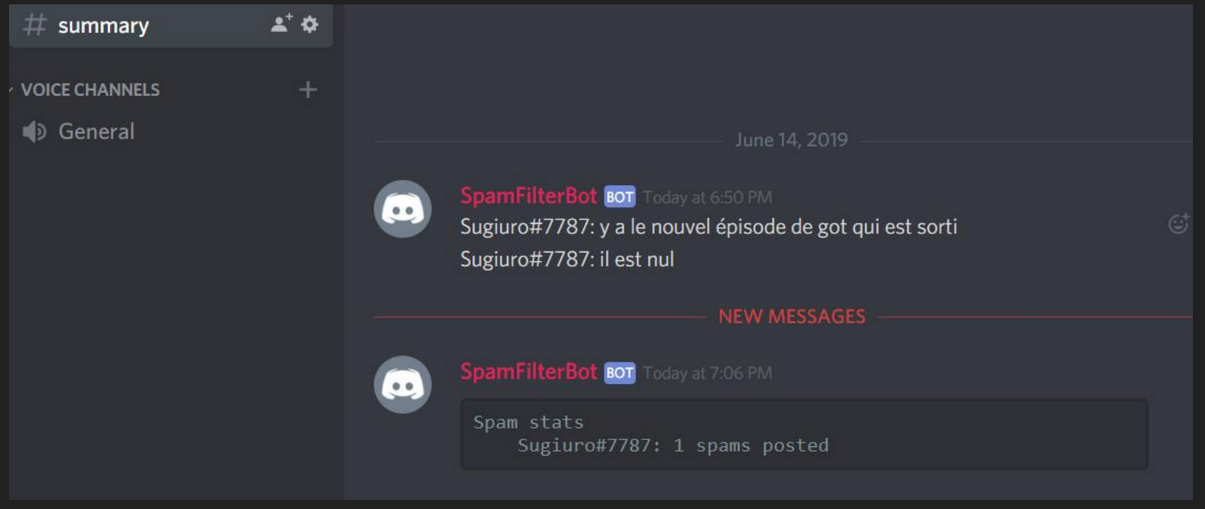 # summary
VOICE CHANNELS
General
June 14, 2019
SpamFilterBot BOT Today at 6:50 PM
Sugiuro#7787: y a le nouvel épisode de got qui est sorti
Sugiuro#7787: il est nul
NEW MESSAGES
SpamFilterBot BOT Today at 7:06 PM
Spam stats
Sugiuro#7787: 1 spams posted